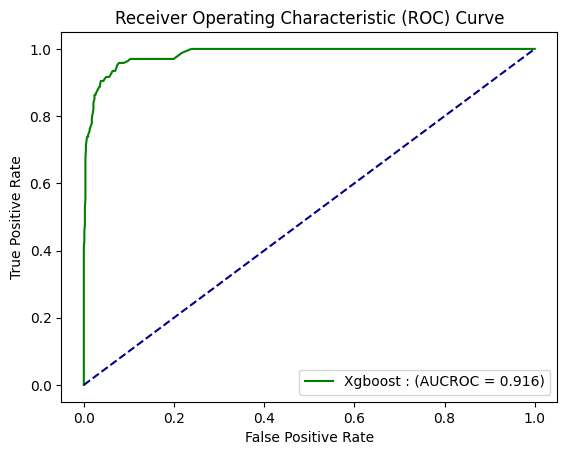 Receiver Operating Characteristic (ROC) Curve
True Positive Rate
1.0
0.8
0.6
0.4
0.2
0.0
Xgboost : (AUCROC = 0.916)
0.0 0.2 0.4 0.6 0.8 1.0
False Positive Rate